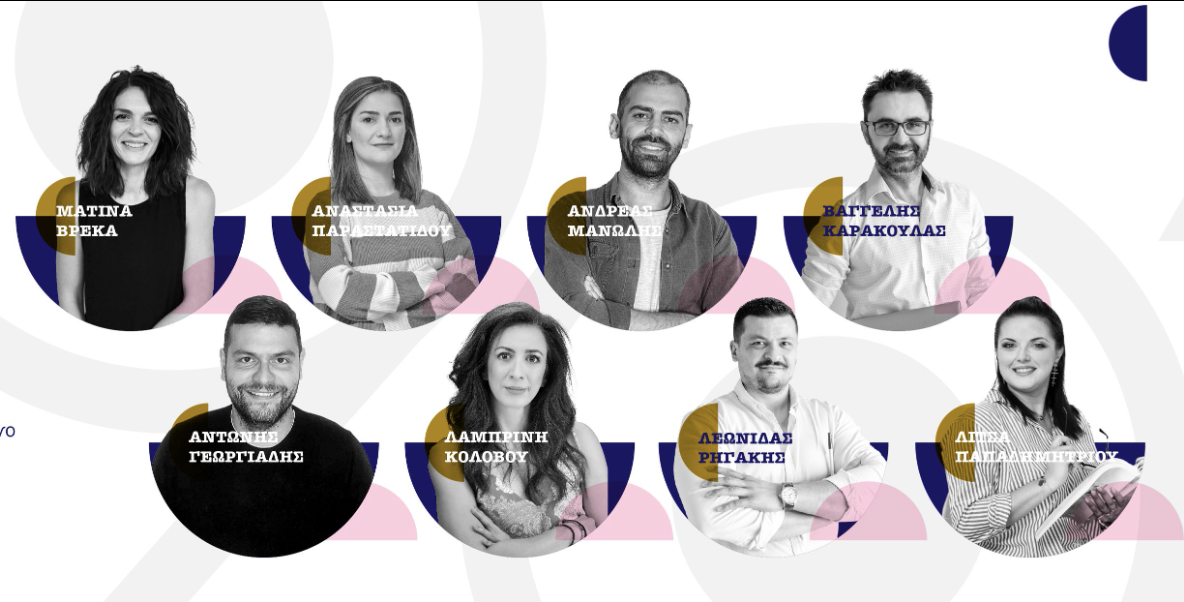 ΜΑΤΙΝΑ
ΒΡΕΚΑ
ΑΝΑΣΤΑΣΙΑ
ΠΑΡΑΣΤΑΤΙΔΟΥ
ΑΝΔΡΕΑΣ
ΜΑΝΩΛΗΣ
ΒΑΓΓΕΛΗΣ
ΚΑΡΑΚΟΥΛΑΣ
ΑΝΤΩΝΗΣ
ΓΕΩΡΓΙΑΔΗΣ
ΛΑΜΠΡΙΝΗ
ΚΟΛΟΒΟΥ
ΛΕΩΝΙΔΑΣ
ΡΗΓΑΚΗΣ
ΛΙΤΣΑ
ΠΑΠΑΔΗΜΗΤΡΙΟΥ